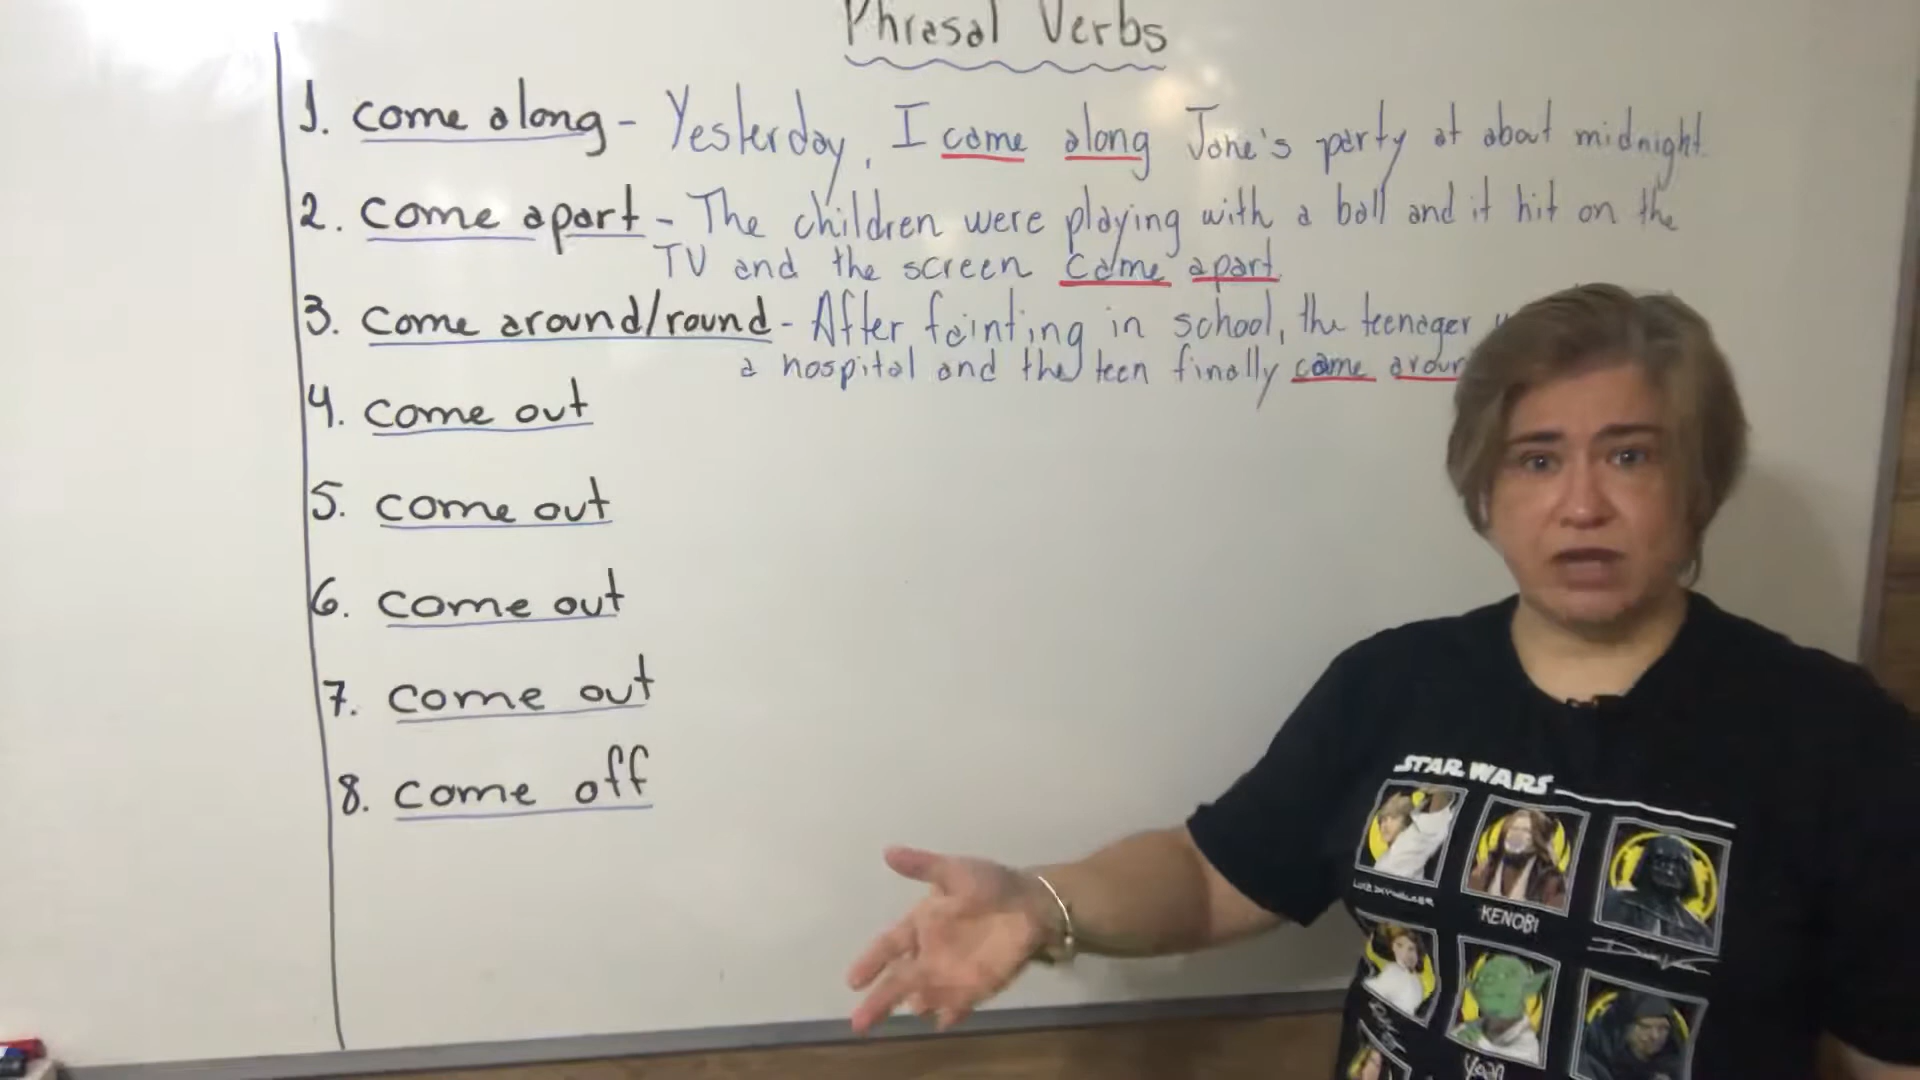 Phrasal Verbs
1. come along - Yesterday, I came along Jane's party at about midnight.
2. come apart - The children were playing with a ball and it hit on the
TV and the screen came apart.
3. come around/round - After fainting in school, the teenager
a hospital and the teen finally came
4. come out
5. come out
6. come out
7. come out
8. come off
STAR WARS
LUKE SKYWALKER
KENOBI